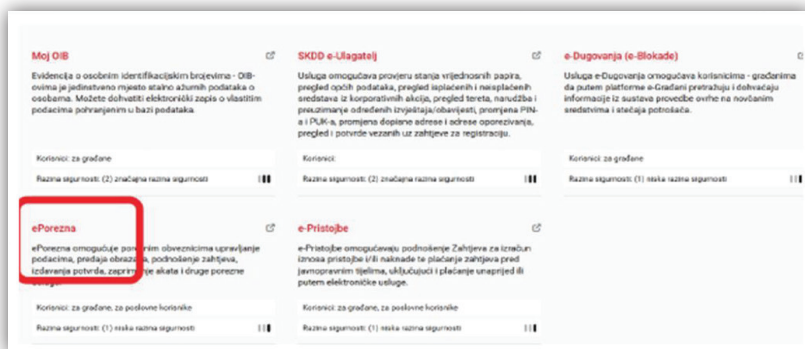 Moj OIB
Evidencija o osobnim identifikacijskim brojevima - OIB-
ovima je jedinstveno mjesto stalno ažurnih podataka o
osobama. Možete dohvatiti elektronički zapis o vlastitim
podacima pohranjenim u bazi podataka.
Korisnici: za građane
Razina sigurnosti: (2) značajna razina sigurnosti
SKDD e-Ulagatelj
Usluga omogućava provjeru stanja vrijednosnih papira,
pregled općih podataka, pregled isplaćenih i neisplaćenih
sredstava iz korporativnih akcija, pregled tereta, narudžba i
preuzimanje određenih izvještaja/obavijesti, promjena PIN-
a i PUK-a, promjena dopisne adrese i adrese oporezivanja,
pregled i potvrde vezanih uz zahtjeve za registraciju.
Korisnici:
Razina sigurnosti: (2) značajna razina sigurnosti
e-Dugovanja (e-Blokade)
Usluga e-Dugovanja omogućava korisnicima - građanima
da putem platforme e-Građani pretražuju i dohvaćaju
informacije iz sustava provedbe ovrhe na novčanim
sredstvima i stečaja potrošača.
Korisnici: za građane
Razina sigurnosti: (1) niska razina sigurnosti
ePorezna
ePorezna omogućuje poreznim obveznicima upravljanje
podacima, predaja obrazaca, podnošenje zahtjeva,
izdavanja potvrda, zaprimanje akata i druge porezne
usluge.
Korisnici: za građane, za poslovne korisnike
Razina sigurnosti: (1) niska razina sigurnosti
e-Pristojbe
e-Pristojbe omogućavaju podnošenje Zahtjeva za izračun
iznosa pristojbe i/ili naknade te plaćanje zahtjeva pred
javnopravnim tijelima, uključujući i plaćanje unaprijed ili
putem elektroničke usluge.
Korisnici: za građane, za poslovne korisnike
Razina sigurnosti: (1) niska razina sigurnosti